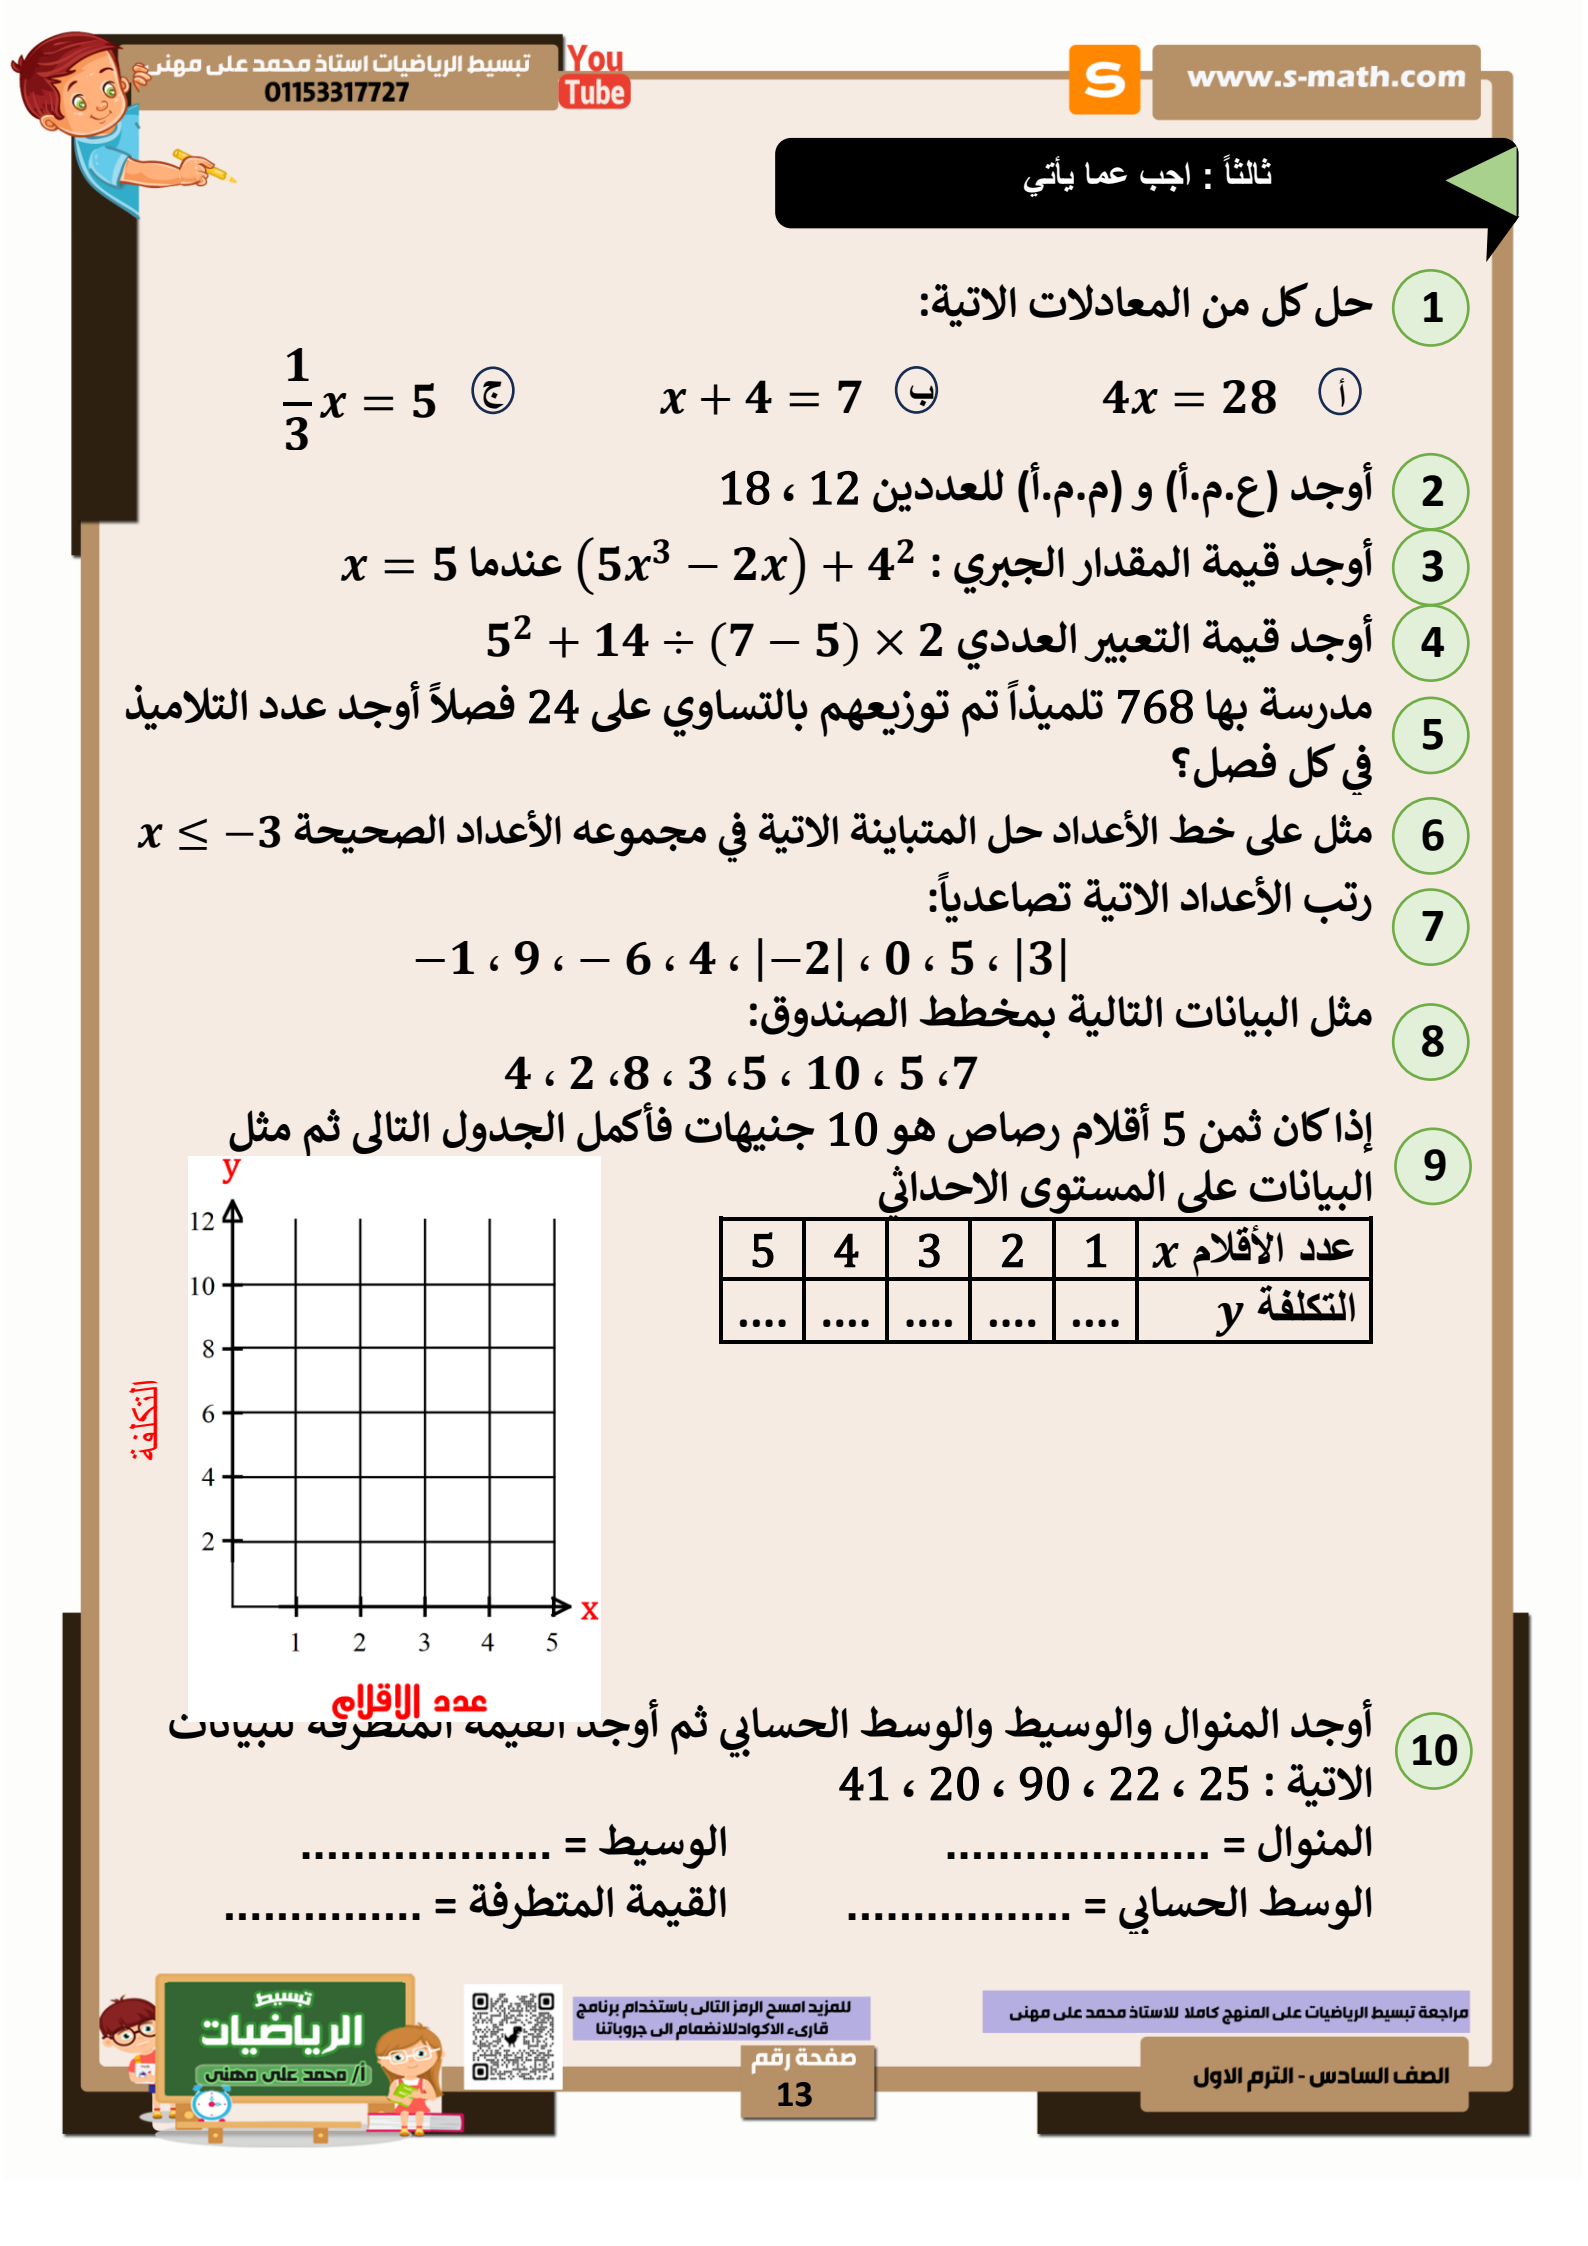 تبسيط الرياضيات استاذ محمد على مهنى
01153317727
You
Tube
S
www.s-math.com
ثالثاً : اجب عما يأتي
1 حل كل من المعادلات الاتية:
أ 4x = 28 ب x + 4 = 7 ج 1/3 x = 5
2 أوجد (ع.م.أ) و (م.م.أ) للعددين 12 ، 18
3 أوجد قيمة المقدار الجبري : (5x³ − 2x) + 4² عندما x = 5
4 أوجد قيمة التعبير العددي 5² + 14 ÷ (7 − 5) × 2
5 مدرسة بها 768 تلميذاً تم توزيعهم بالتساوي على 24 فصلاً أوجد عدد التلاميذ
في كل فصل؟
6 مثل على خط الأعداد حل المتباينة الاتية في مجموعه الأعداد الصحيحة x ≤ −3
7 رتب الأعداد الاتية تصاعدياً:
|3| ، 5 ، 0 ، |−2| ، 4 ، − 6 ، 9 ، −1
8 مثل البيانات التالية بمخطط الصندوق:
7، 5 ، 10 ، 5، 3 ، 8، 2 ، 4
9 إذا كان ثمن 5 أقلام رصاص هو 10 جنيهات فأكمل الجدول التالى ثم مثل
البيانات على المستوى الاحداثي
عدد الأقلام x 1 2 3 4 5
التكلفة y .... .... .... .... ....
y
12
10
8
6
4
2
التكلفة
x
1 2 3 4 5
عدد الاقلام
10 أوجد المنوال والوسيط والوسط الحسابي ثم أوجد القيمة المتطرفة للبيانات
الاتية : 25 ، 22 ، 90 ، 20 ، 41
المنوال = .................... الوسيط = ...................
الوسط الحسابي = ................. القيمة المتطرفة = ...............
مراجعة تبسيط الرياضيات على المنهج كاملا للاستاذ محمد على مهنى
للمزيد امسح الرمز التالى باستخدام برنامج
قارىء الاكواد للانضمام الى جروباتنا
تبسيط
الرياضيات
أ/ محمد على مهنى
صفحة رقم
13
الصف السادس - الترم الاول